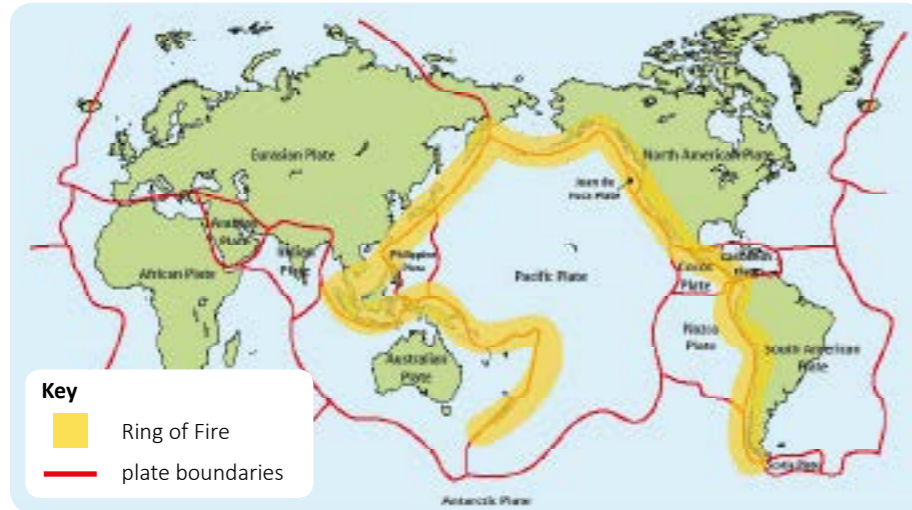 Eurasian Plate
North American Plate
Juan de
Fuca Plate
Arabian
Plate
Indian
Plate
Philippine
Plate
Caribbean
Plate
Cocos
Plate
African Plate
Pacific Plate
Nazca
Plate
South American
Plate
Australian
Plate
Scotia Plate
Antarctic Plate
Key
Ring of Fire
plate boundaries